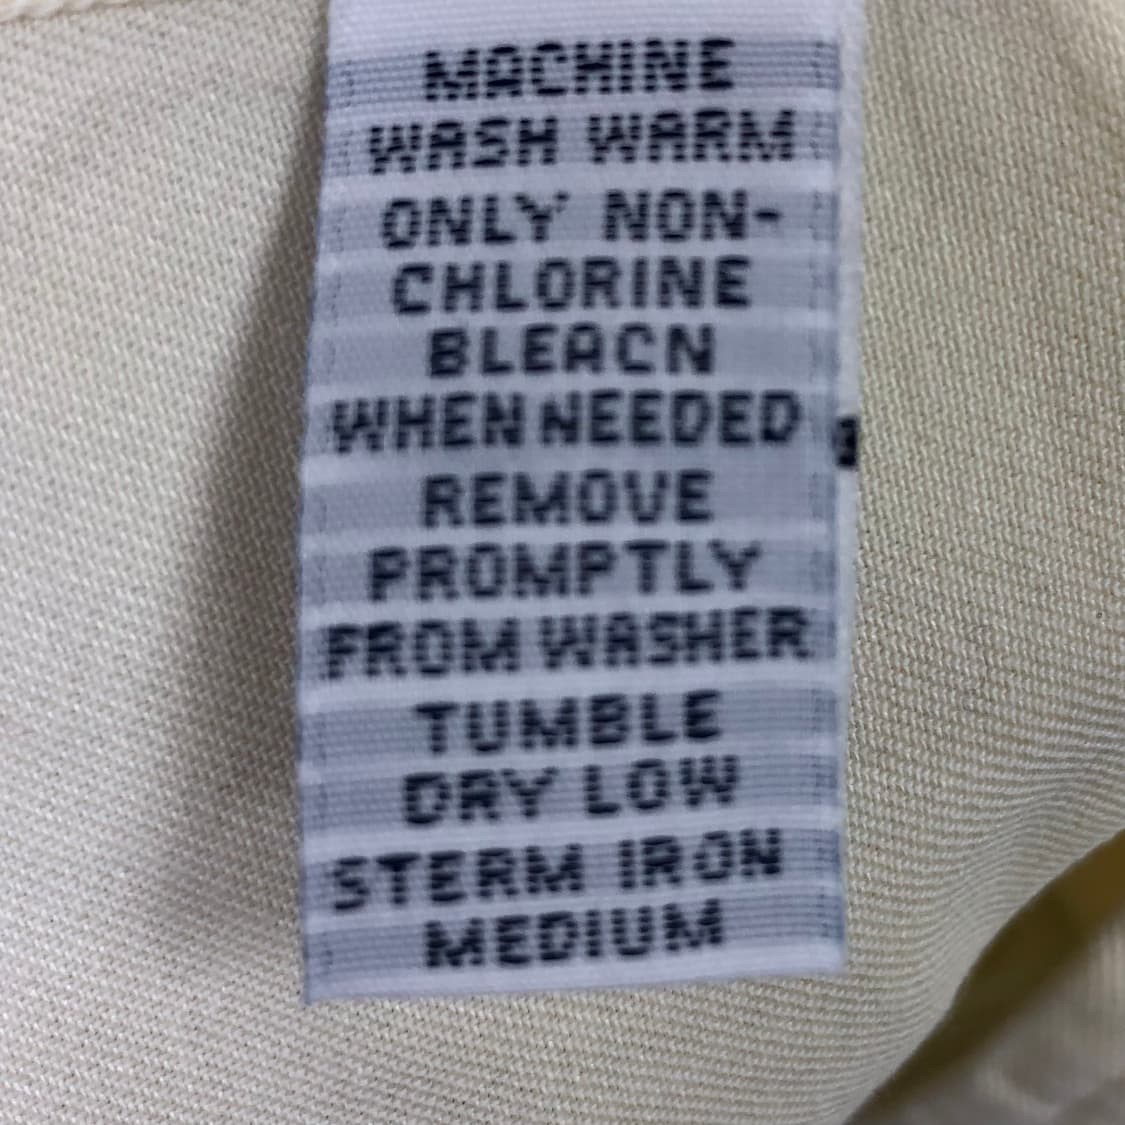 MACHINE
WASH WARM
ONLY NON-
CHLORINE
BLEACN
WHEN NEEDED
REMOVE
PROMPTLY
FROM WASHER
TUMBLE
DRY LOW
STERM IRON
MEDIUM